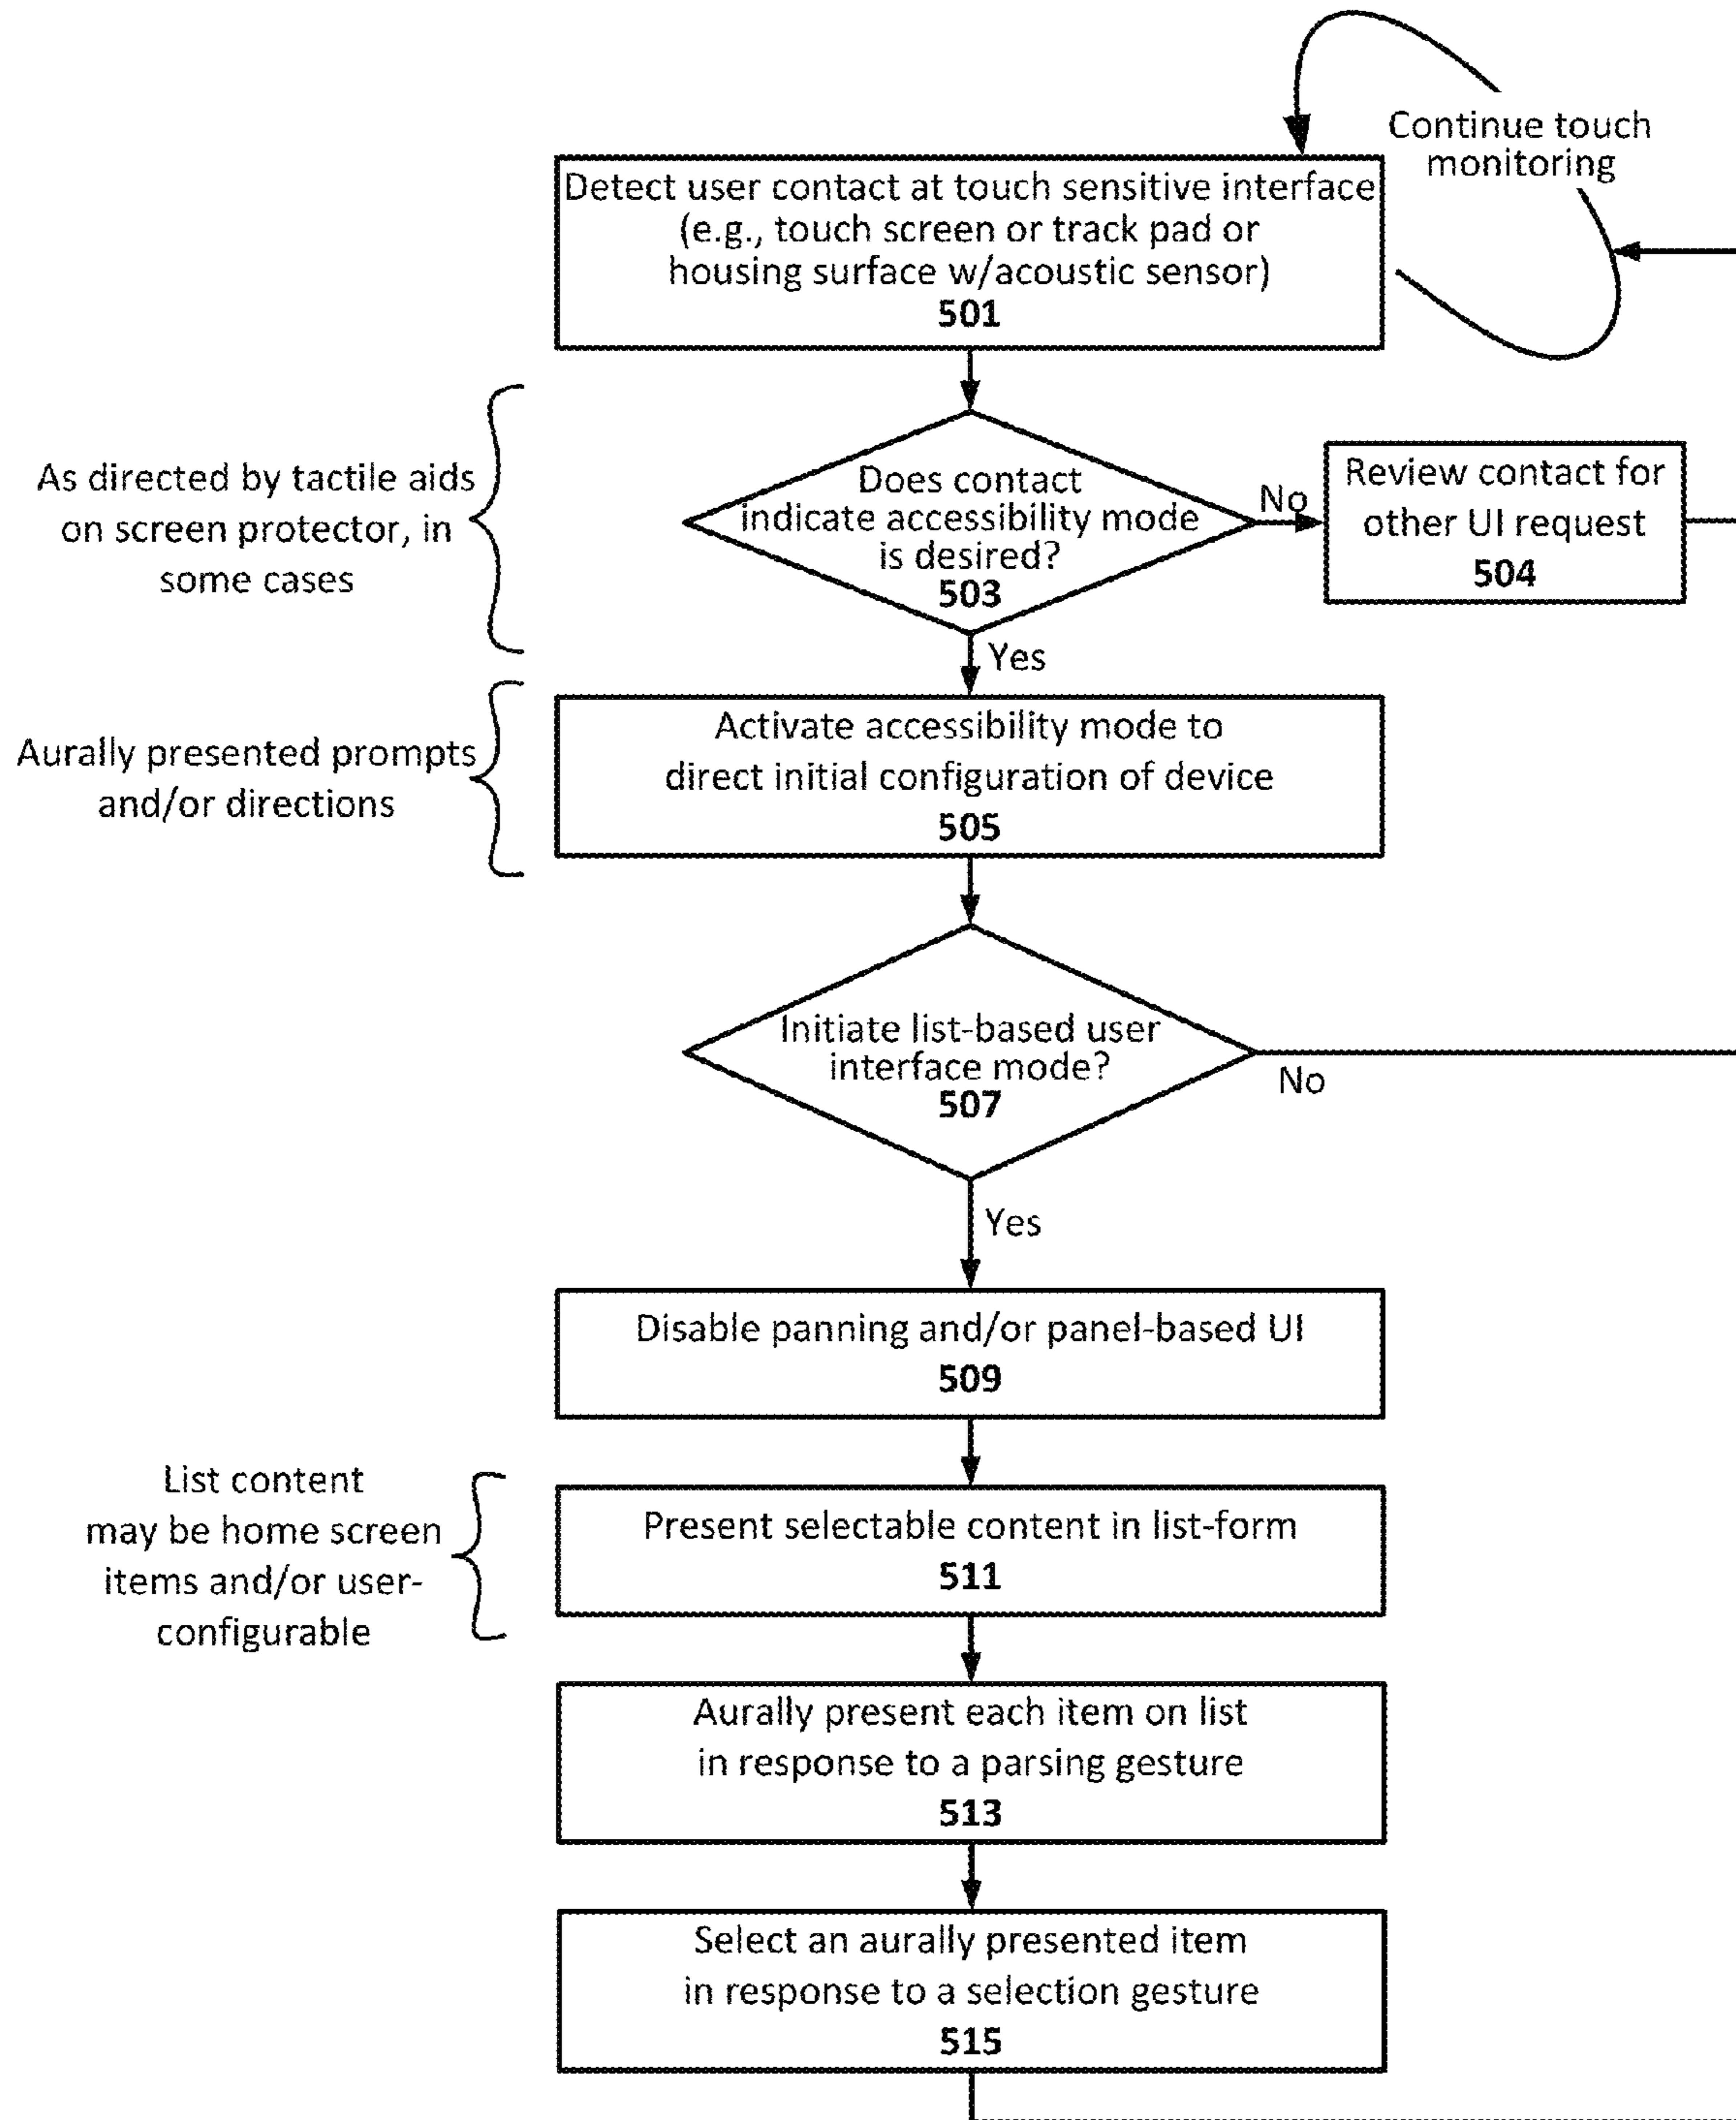 Continue touch
monitoring
Detect user contact at touch sensitive interface
(e.g., touch screen or track pad or
housing surface w/acoustic sensor)
501
As directed by tactile aids
on screen protector, in
some cases
Does contact
indicate accessibility mode
is desired?
503
No
Review contact for
other UI request
504
Yes
Aurally presented prompts
and/or directions
Activate accessibility mode to
direct initial configuration of device
505
Initiate list-based user
interface mode?
507
No
Yes
Disable panning and/or panel-based UI
509
List content
may be home screen
items and/or user-
configurable
Present selectable content in list-form
511
Aurally present each item on list
in response to a parsing gesture
513
Select an aurally presented item
in response to a selection gesture
515